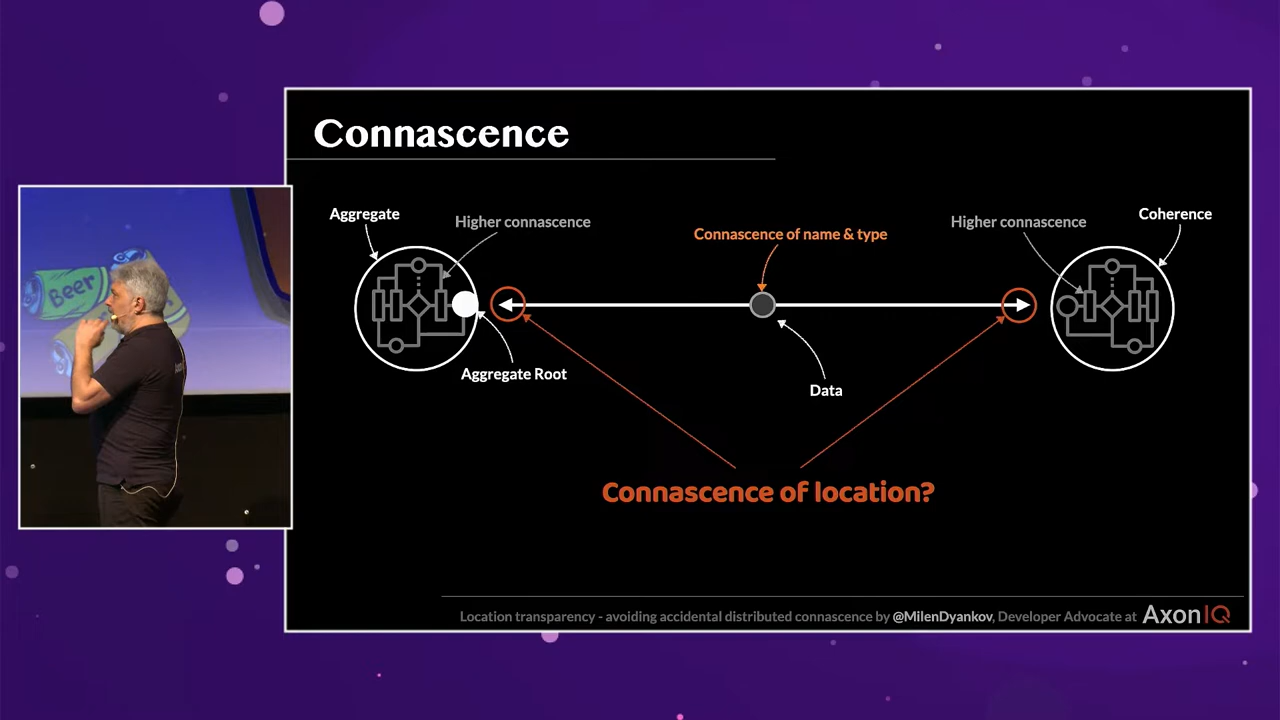 Connascence
Aggregate
Higher connascence
Connascence of name & type
Higher connascence
Coherence
Beer
Aggregate Root
Data
Connascence of location?
Location transparency - avoiding accidental distributed connascence by @MilenDyankov, Developer Advocate at AxonIQ
Axon